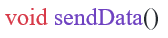 void sendData()